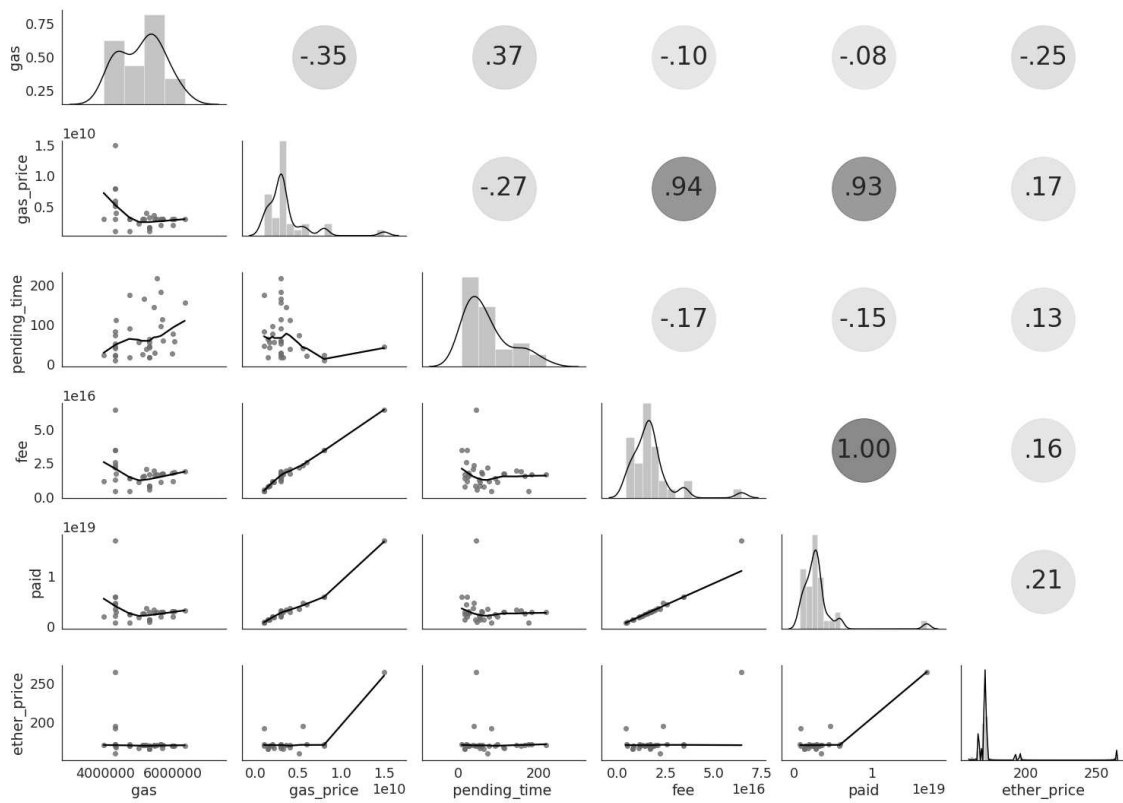 0.75
gas
0.50
0.25
-.35
.37
-.10
-.08
-.25
1e10
1.5
gas_price
1.0
0.5
-.27
.94
.93
.17
200
pending_time
100
0
-.17
-.15
.13
1e16
fee
5.0
2.5
0.0
1.00
.16
1e19
paid
1
0
.21
ether_price
250
200
40000000 6000000
gas
0.0 0.5 1.0 1.5
gas_price 1e10
0 200
pending_time
0.0 2.5 5.0 7.5
fee 1e16
0 1
paid 1e19
200 250
ether_price